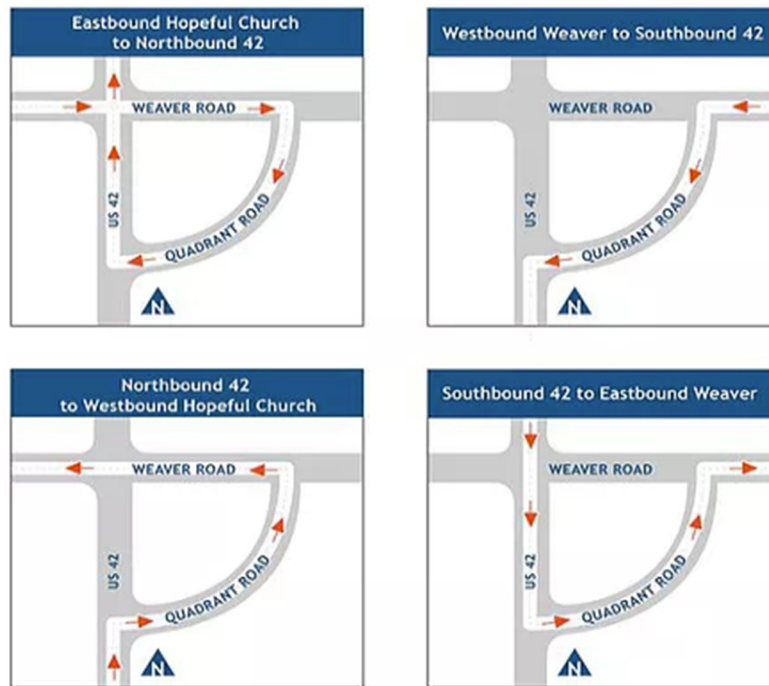 Eastbound Hopeful Church
to Northbound 42
WEAVER ROAD
US 42
QUADRANT ROAD
N
Westbound Weaver to Southbound 42
WEAVER ROAD
US 42
QUADRANT ROAD
N
Northbound 42
to Westbound Hopeful Church
WEAVER ROAD
US 42
QUADRANT ROAD
N
Southbound 42 to Eastbound Weaver
WEAVER ROAD
US 42
QUADRANT ROAD
N